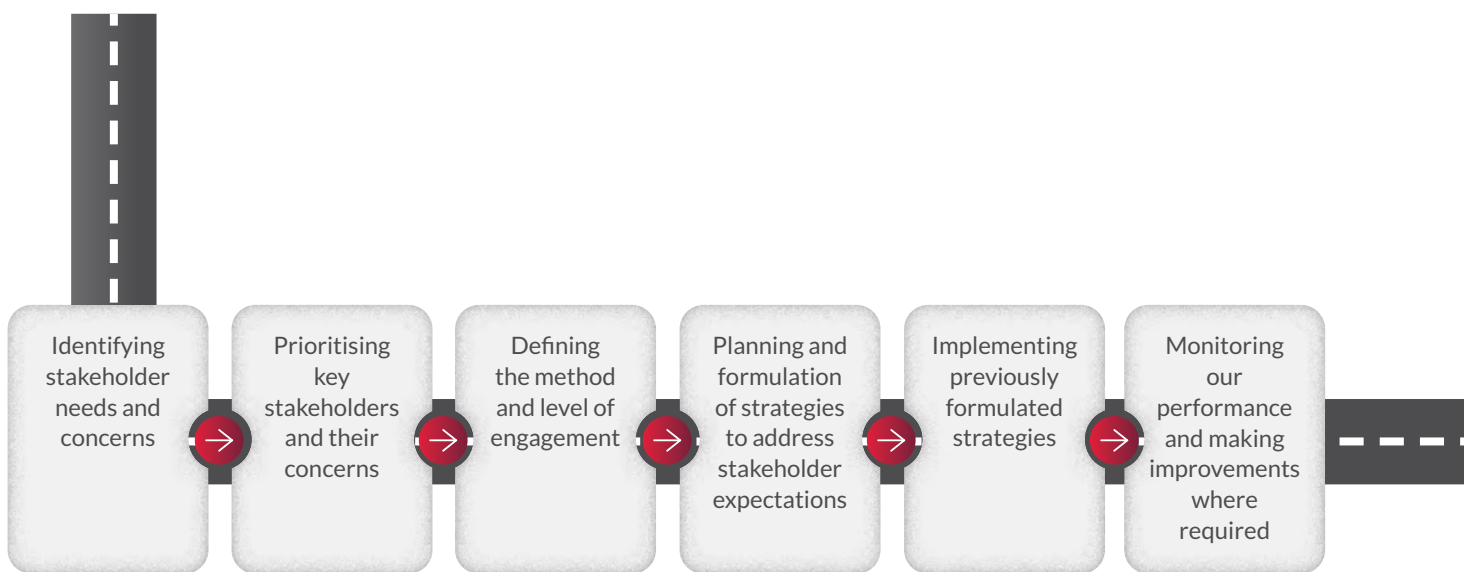 Identifying
stakeholder
needs and
concerns
Prioritising
key
stakeholders
and their
concerns
Defining
the method
and level of
engagement
Planning and
formulation
of strategies
to address
stakeholder
expectations
Implementing
previously
formulated
strategies
Monitoring
our
performance
and making
improvements
where
required